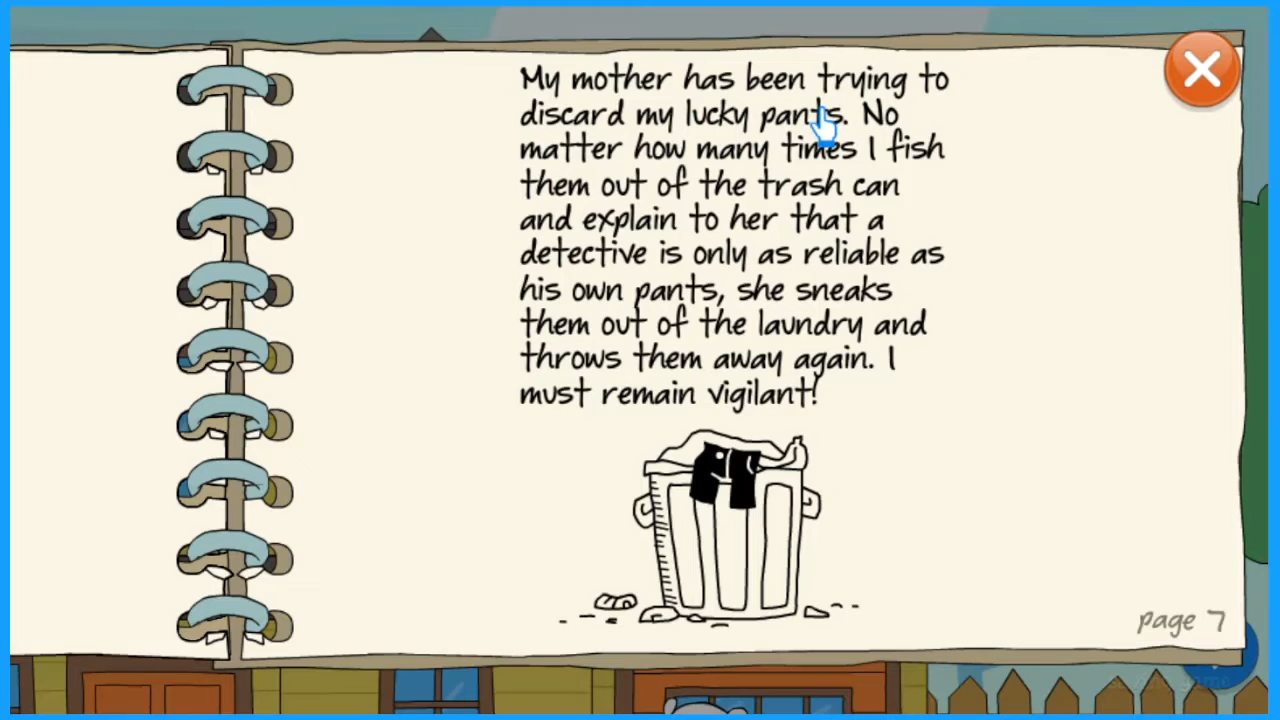 My mother has been trying to
discard my lucky pants. No
matter how many times I fish
them out of the trash can
and explain to her that a
detective is only as reliable as
his own pants, she sneaks
them out of the laundry and
throws them away again. I
must remain vigilant!
page 7